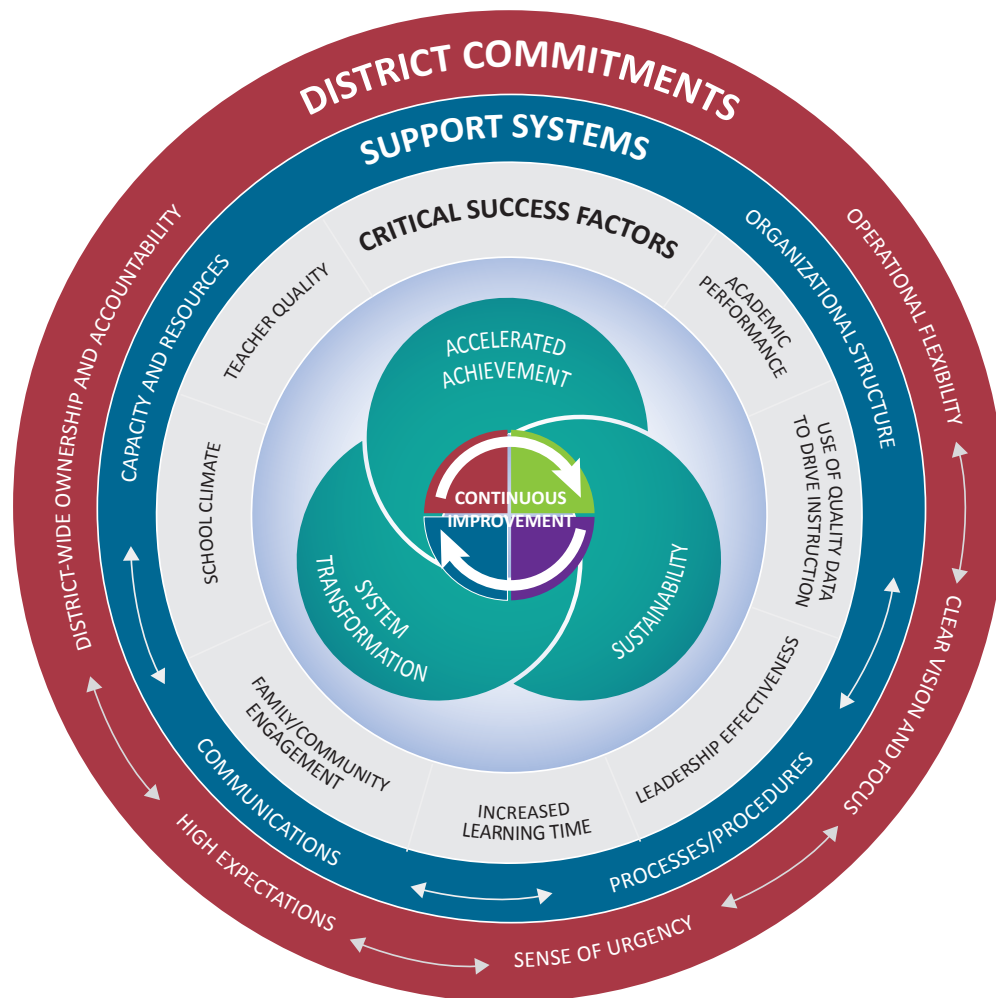 DISTRICT COMMITMENTS
SUPPORT SYSTEMS
CRITICAL SUCCESS FACTORS
OPERATIONAL FLEXIBILITY
CLEAR VISION AND FOCUS
SENSE OF URGENCY
HIGH EXPECTATIONS
DISTRICT-WIDE OWNERSHIP AND ACCOUNTABILITY
ORGANIZATIONAL STRUCTURE
PROCESSES/PROCEDURES
COMMUNICATIONS
CAPACITY AND RESOURCES
ACADEMIC
PERFORMANCE
USE OF QUALITY DATA
TO DRIVE INSTRUCTION
LEADERSHIP EFFECTIVENESS
INCREASED
LEARNING TIME
FAMILY/COMMUNITY
ENGAGEMENT
SCHOOL CLIMATE
TEACHER QUALITY
ACCELERATED
ACHIEVEMENT
SUSTAINABILITY
SYSTEM
TRANSFORMATION
CONTINUOUS
IMPROVEMENT